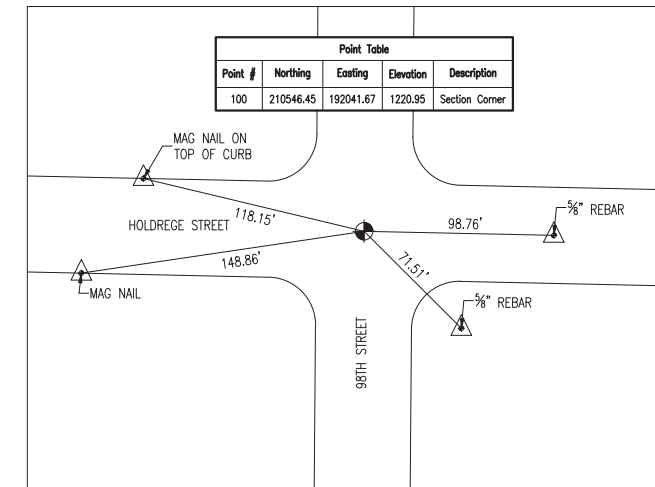 Point Table
Point # Northing Easting Elevation Description
100 210546.45 192041.67 1220.95 Section Corner
MAG NAIL ON
TOP OF CURB
118.15'
HOLDREGE STREET
98.76'
⅝" REBAR
148.86'
71.51'
MAG NAIL
⅝" REBAR
98TH STREET